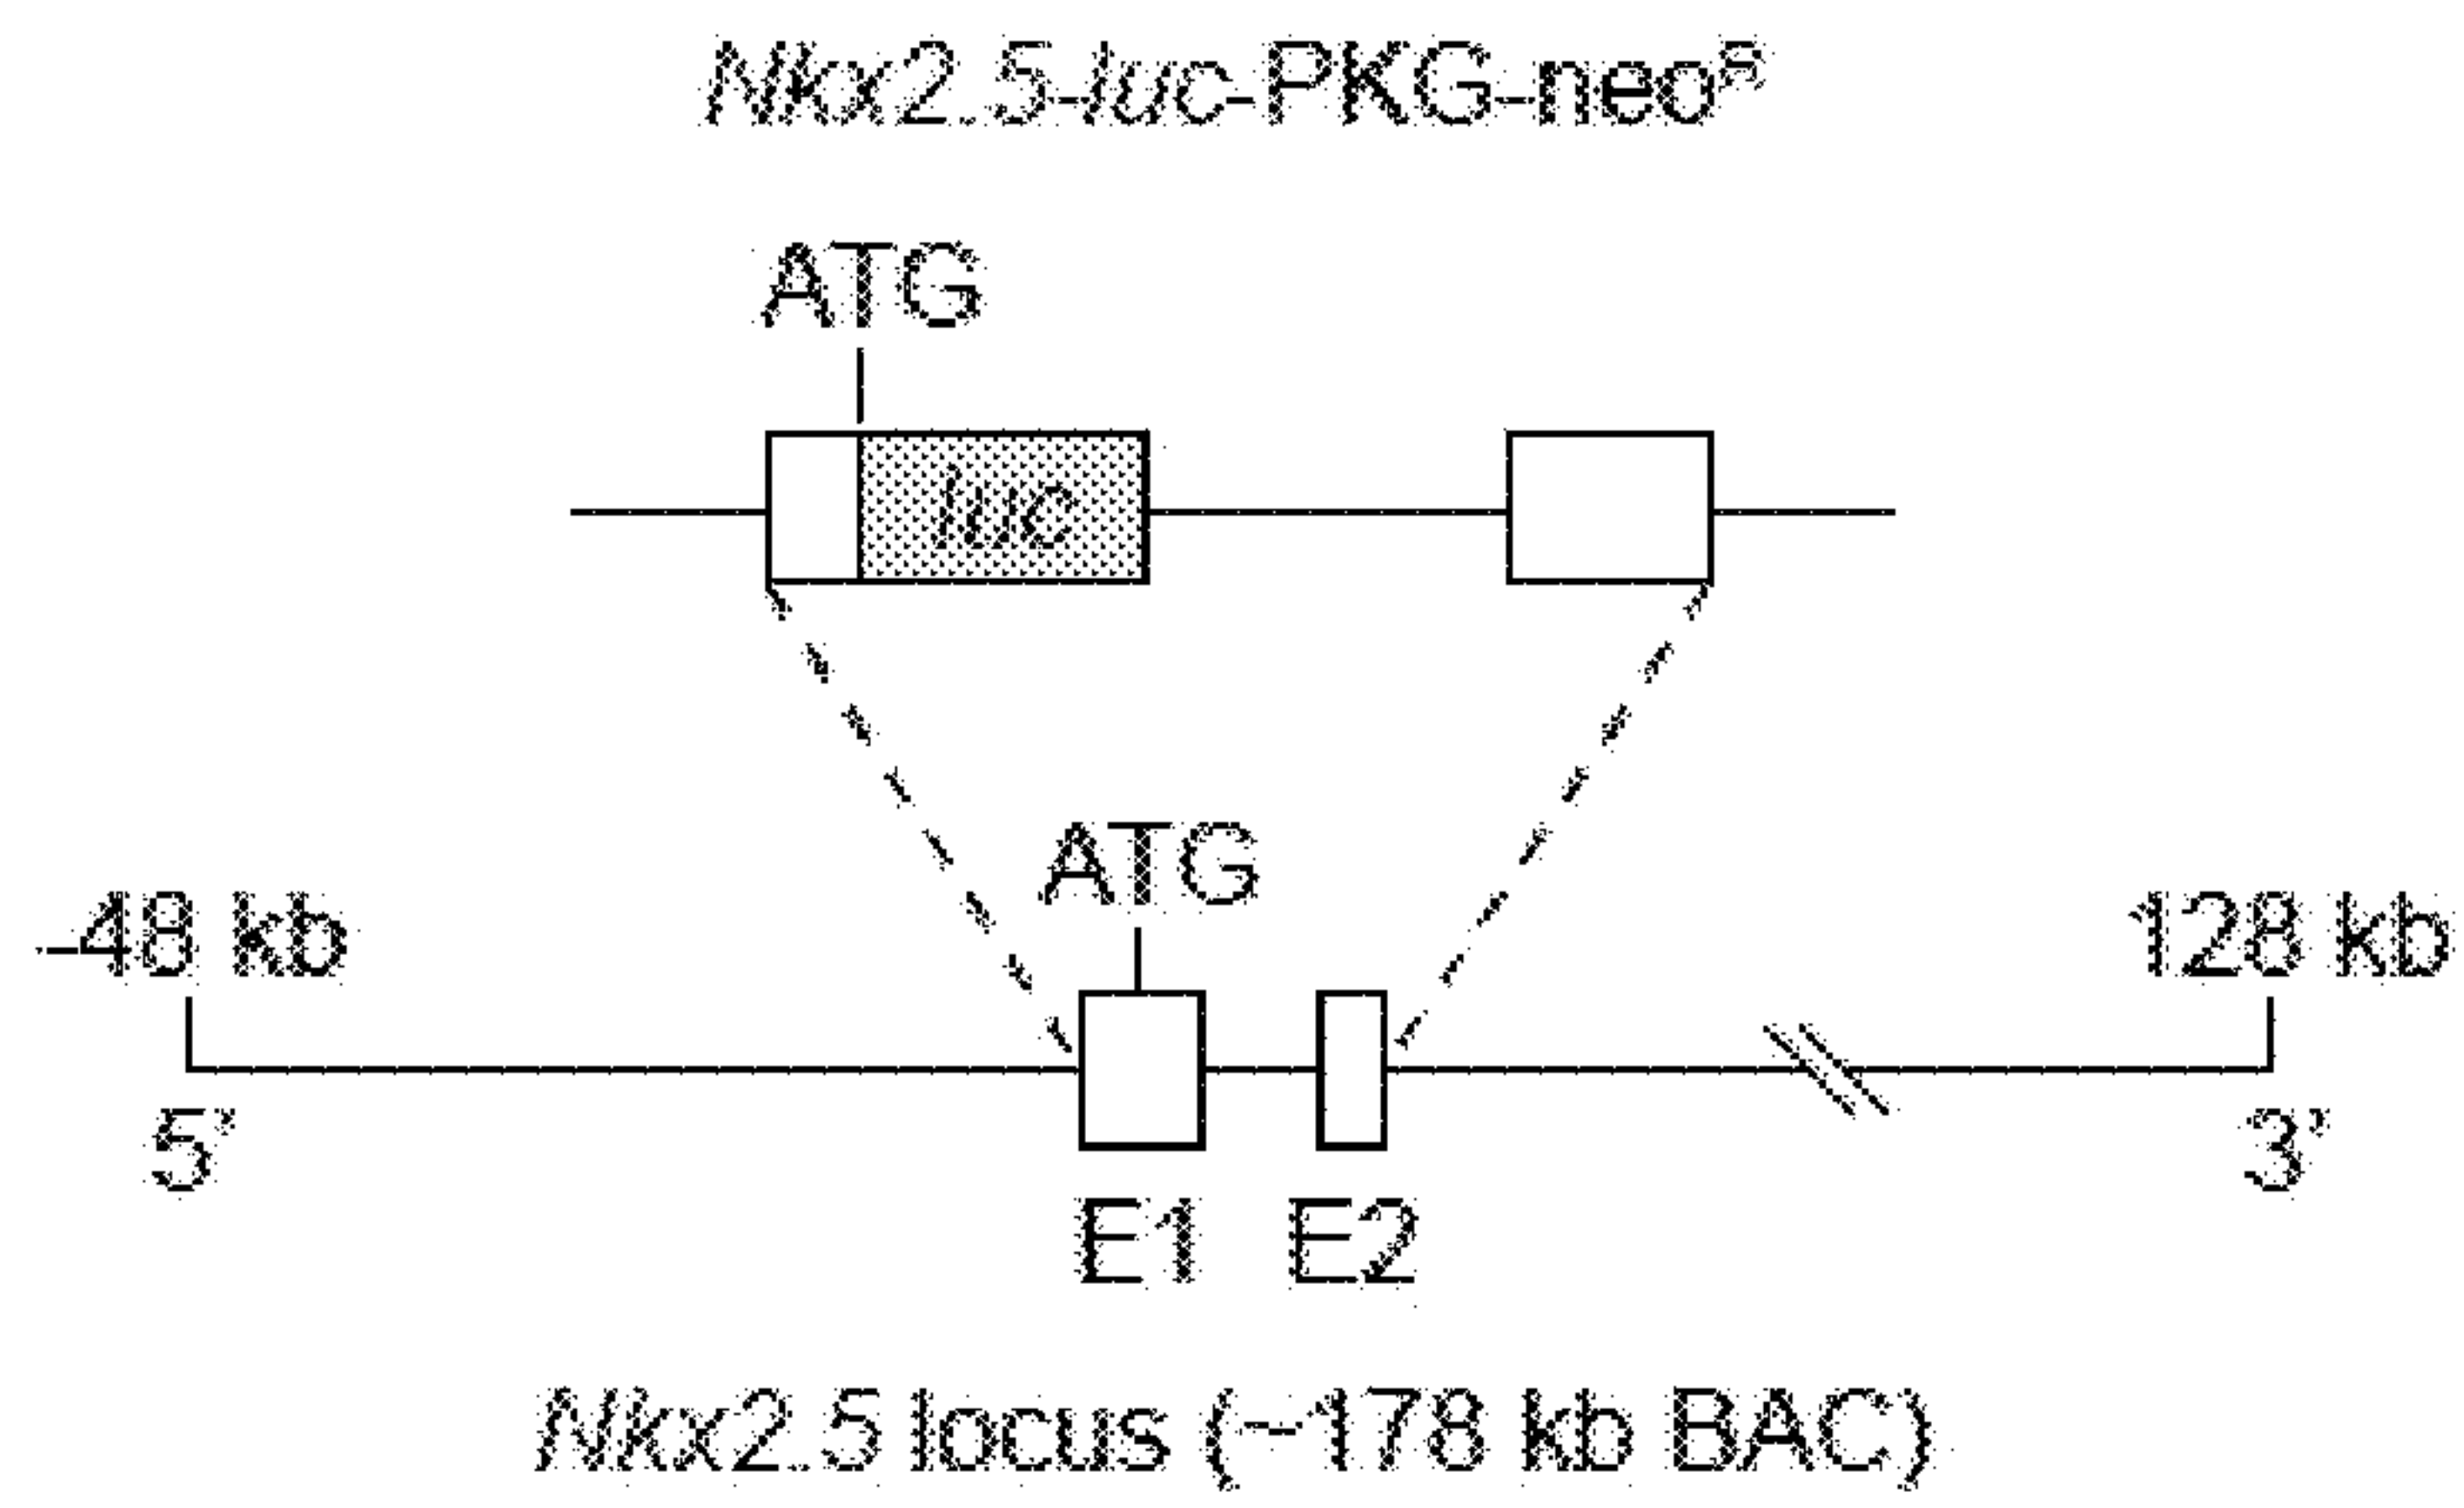 Nkx2.5-luc-PKG-neoR
ATG
luc
ATG
-48 kb
128 kb
5'
3'
E1 E2
Nkx2.5 locus (~178 kb BAC)